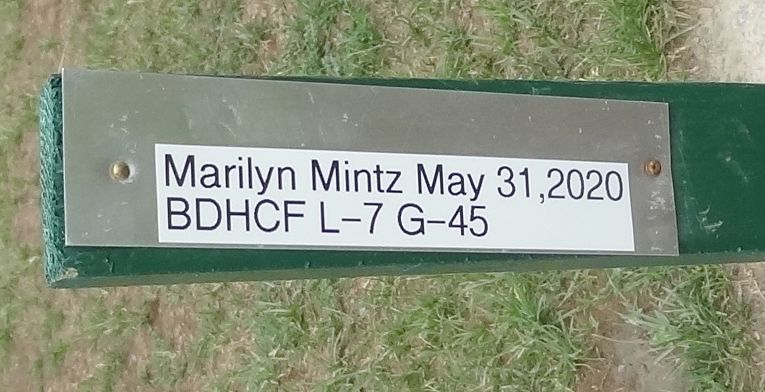 Marilyn Mintz May 31,2020
BDHCF L-7 G-45